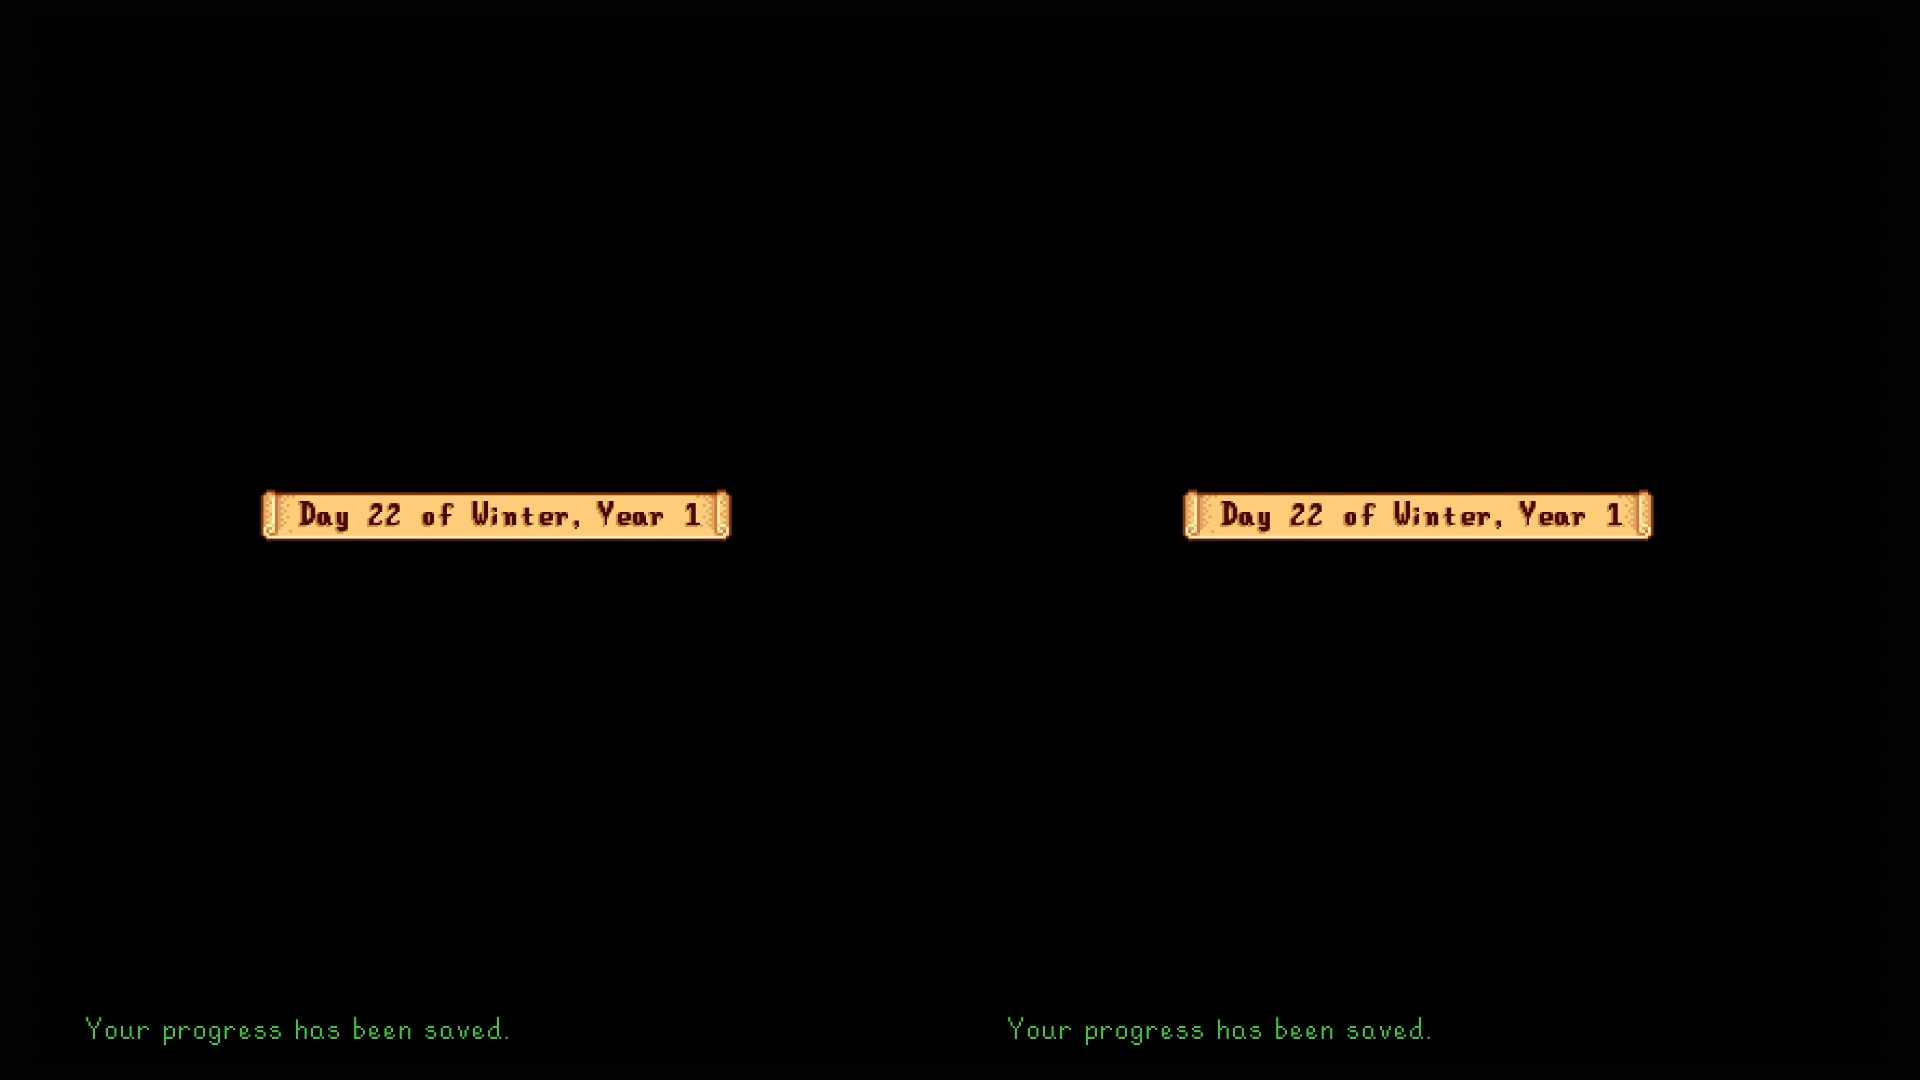 Day 22 of Winter, Year 1
Day 22 of Winter, Year 1
Your progress has been saved.
Your progress has been saved.